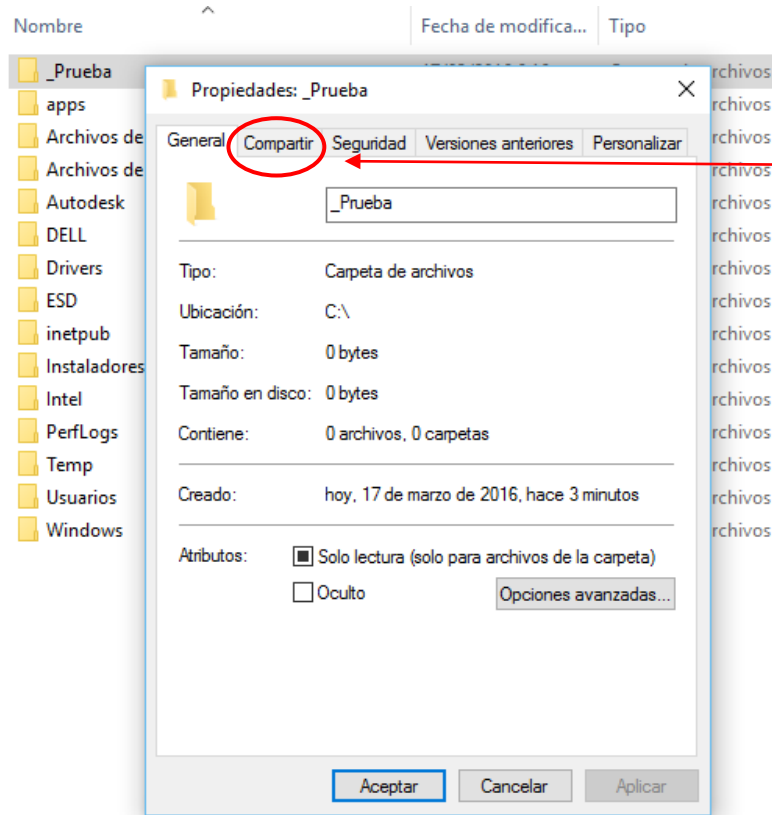 Nombre Fecha de modifica... Tipo
_Prueba rchivos
Propiedades: _Prueba
apps rchivos
Archivos de rchivos
General Compartir Seguridad Versiones anteriores Personalizar
Archivos de rchivos
Autodesk rchivos
_Prueba
DELL rchivos
Drivers rchivos
Tipo: Carpeta de archivos
ESD rchivos
Ubicación: C:\
inetpub rchivos
Tamaño: 0 bytes
Instaladores rchivos
Tamaño en disco: 0 bytes
Intel rchivos
PerfLogs rchivos
Contiene: 0 archivos, 0 carpetas
Temp rchivos
Usuarios rchivos
Creado: hoy, 17 de marzo de 2016, hace 3 minutos
Windows rchivos
Atributos: Solo lectura (solo para archivos de la carpeta)
Oculto Opciones avanzadas...
Aceptar Cancelar Aplicar